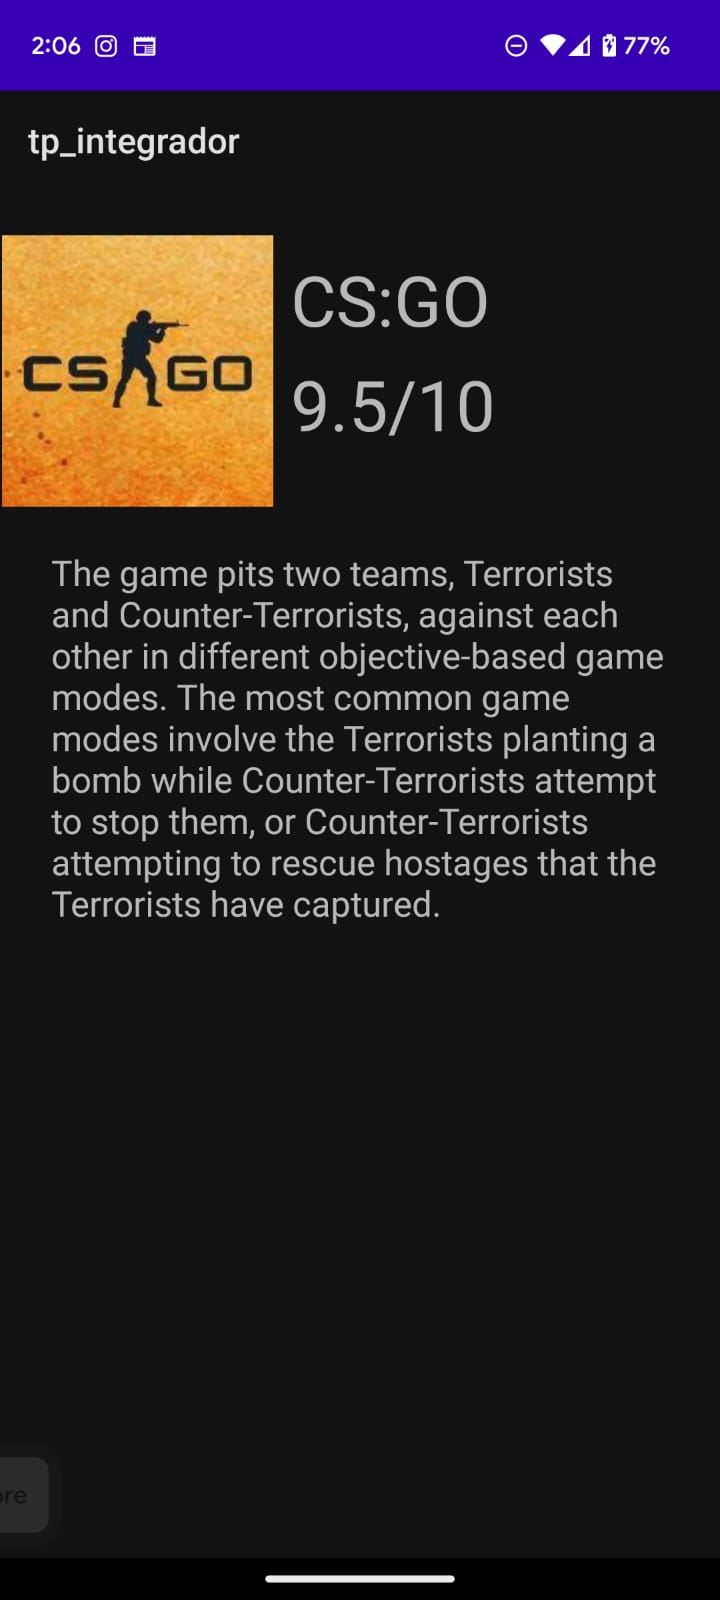 2:06 77%
tp_integrador
CS GO
CS:GO
9.5/10
The game pits two teams, Terrorists
and Counter-Terrorists, against each
other in different objective-based game
modes. The most common game
modes involve the Terrorists planting a
bomb while Counter-Terrorists attempt
to stop them, or Counter-Terrorists
attempting to rescue hostages that the
Terrorists have captured.
ore